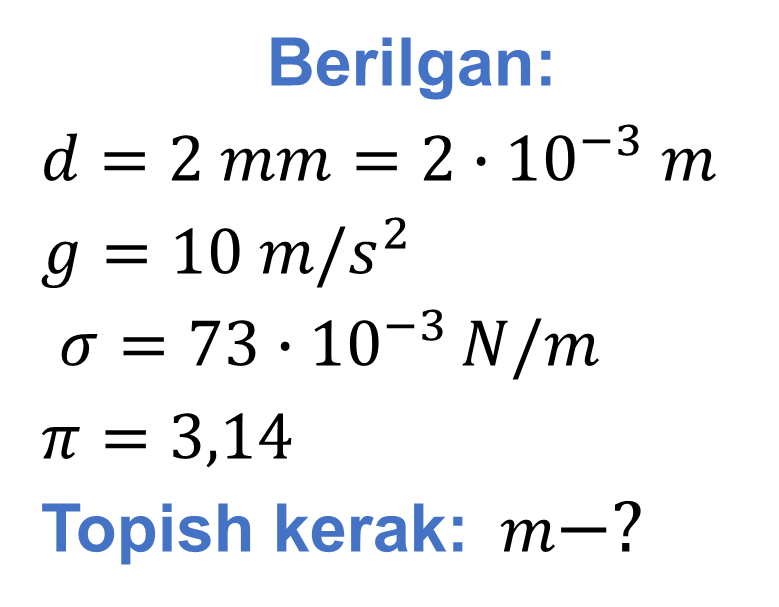 Berilgan:
d = 2 mm = 2 · 10⁻³ m
g = 10 m/s²
σ = 73 · 10⁻³ N/m
π = 3,14
Topish kerak: m−?